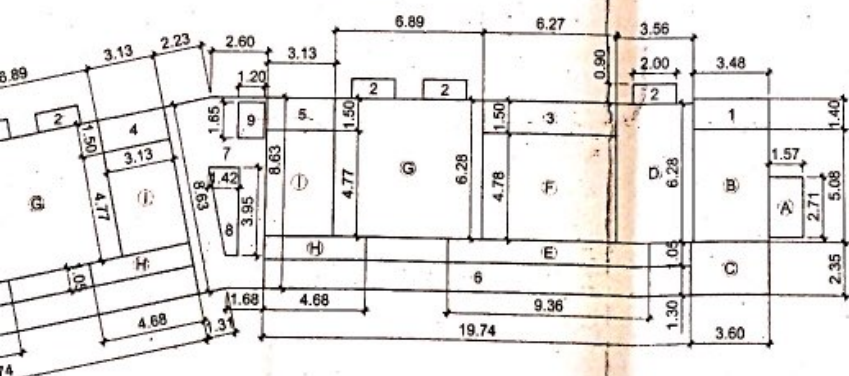 6.89 6.27 3.56
2.23 2.60
3.13 3.13 0.90 2.00 3.48
6.89 1.20
2 2 2 2
1.50 4 1.65 9 5 1.50 1.50 3 1 1.40
3.13 7 1.57
G 4.77 I 8.63 1.42 3.95 8.63 I 4.77 G 6.28 4.78 F D 6.28 B A 2.71 5.08
8
H H E 1.05 C 2.35
1.05 6
1.68 4.68 9.36 1.30
4.68 1.31 19.74 3.60
74